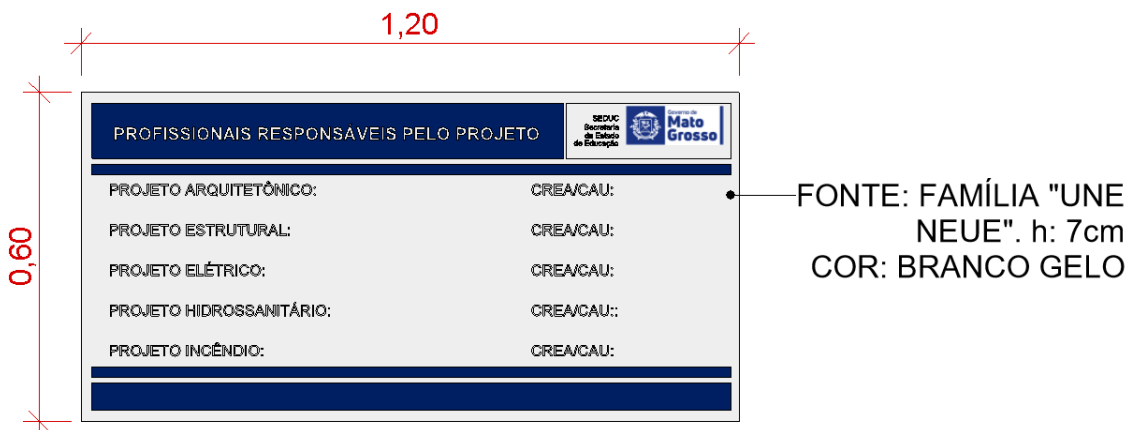 1,20
PROFISSIONAIS RESPONSÁVEIS PELO PROJETO
SEDUC
Secretaria
de Estado
de Educação
Governo de
Mato
Grosso
0,60
PROJETO ARQUITETÔNICO: CREA/CAU:
PROJETO ESTRUTURAL: CREA/CAU:
PROJETO ELÉTRICO: CREA/CAU:
PROJETO HIDROSSANITÁRIO: CREA/CAU::
PROJETO INCÊNDIO: CREA/CAU:
FONTE: FAMÍLIA "UNE
NEUE". h: 7cm
COR: BRANCO GELO